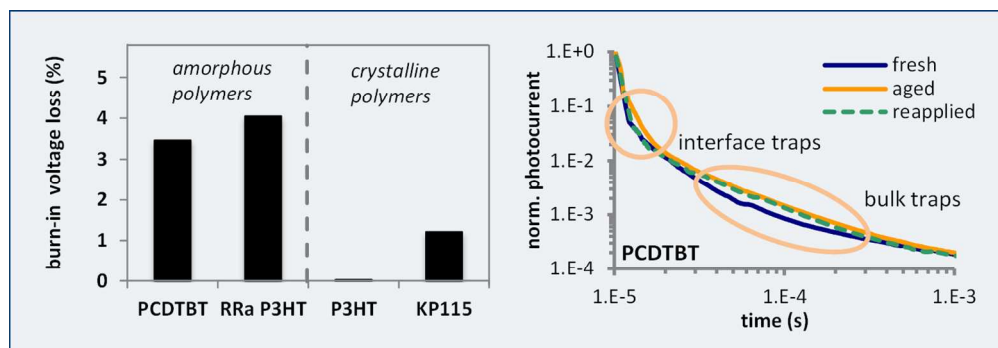 burn-in voltage loss (%)
5
4
3
2
1
0
amorphous
polymers
crystalline
polymers
PCDTBT RRa P3HT P3HT KP115
norm. photocurrent
1.E+0
1.E-1
1.E-2
1.E-3
1.E-4
fresh
aged
reapplied
interface traps
bulk traps
PCDTBT
1.E-5 1.E-4 1.E-3
time (s)